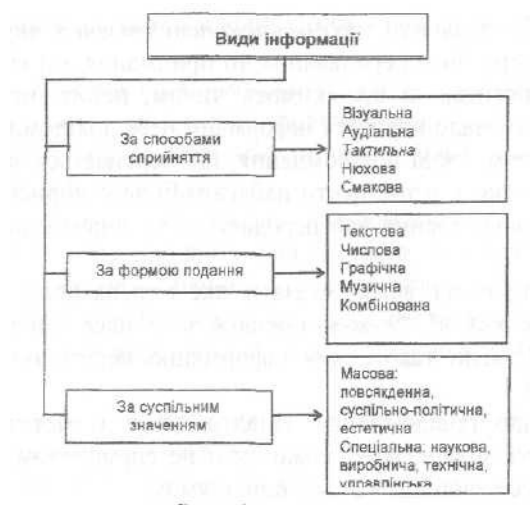 Види інформації
За способами
сприйняття
Візуальна
Аудіальна
Тактильна
Нюхова
Смакова
За формою подання
Текстова
Числова
Графічна
Музична
Комбінована
За суспільним
значенням
Масова:
повсякденна,
суспільно-політична,
естетична
Спеціальна: наукова,
виробнича, технічна,
управлінська